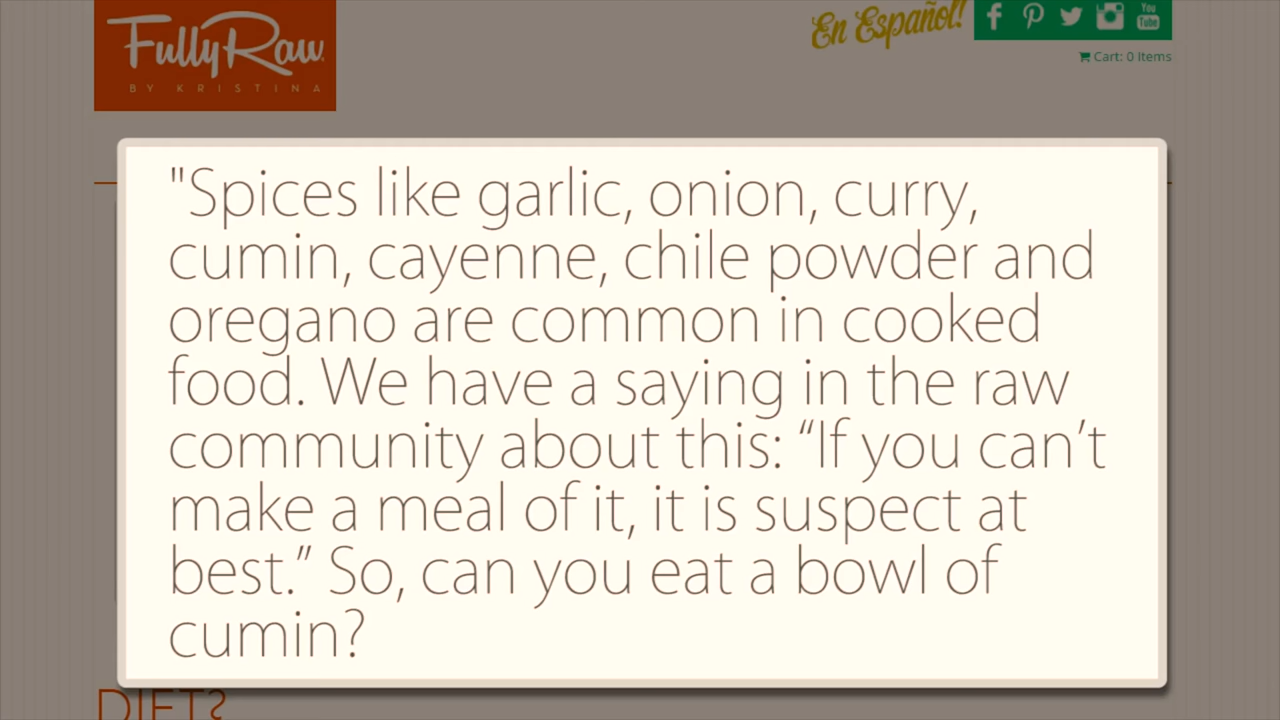 FullyRaw
BY KRISTINA
En Español!
You
Tube
Cart: 0 Items
"Spices like garlic, onion, curry,
cumin, cayenne, chile powder and
oregano are common in cooked
food. We have a saying in the raw
community about this: “If you can’t
make a meal of it, it is suspect at
best.” So, can you eat a bowl of
cumin?
DIET?